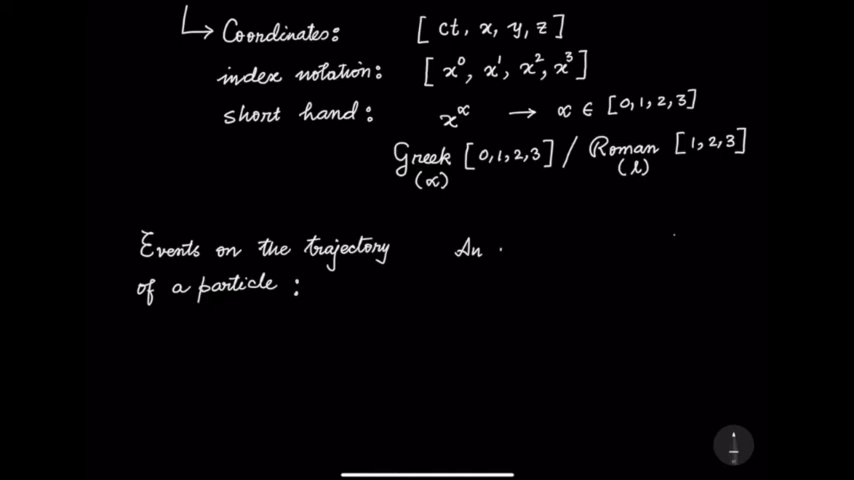 Coordinates: [ ct, x, y, z ]
index notation: [ x⁰, x¹, x², x³ ]
short hand: x^α → α ∈ [0,1,2,3]
Greek [0,1,2,3] / Roman [1,2,3]
(α) (i)
Events on the trajectory An
of a particle :